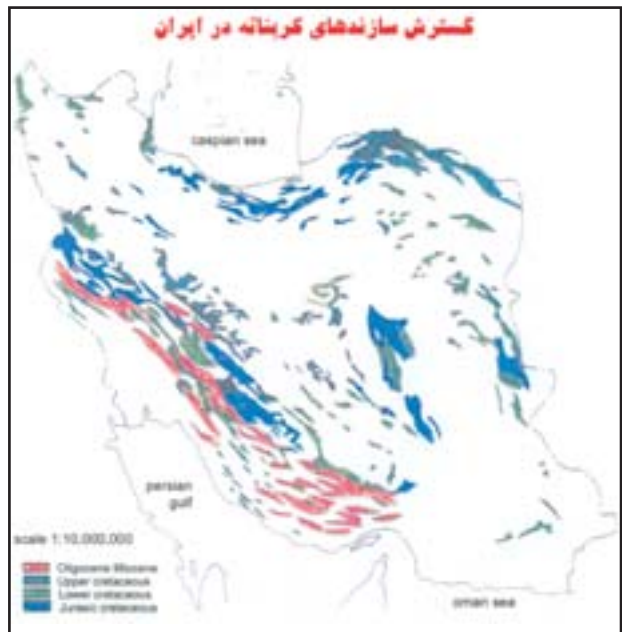 گسترش سازندهای کربناته در ایران
caspian sea
persian
gulf
scale 1:10,000,000
Oligocene Miocene
Upper cretaceous
Lower cretaceous
Jurasic cretaceous
oman sea